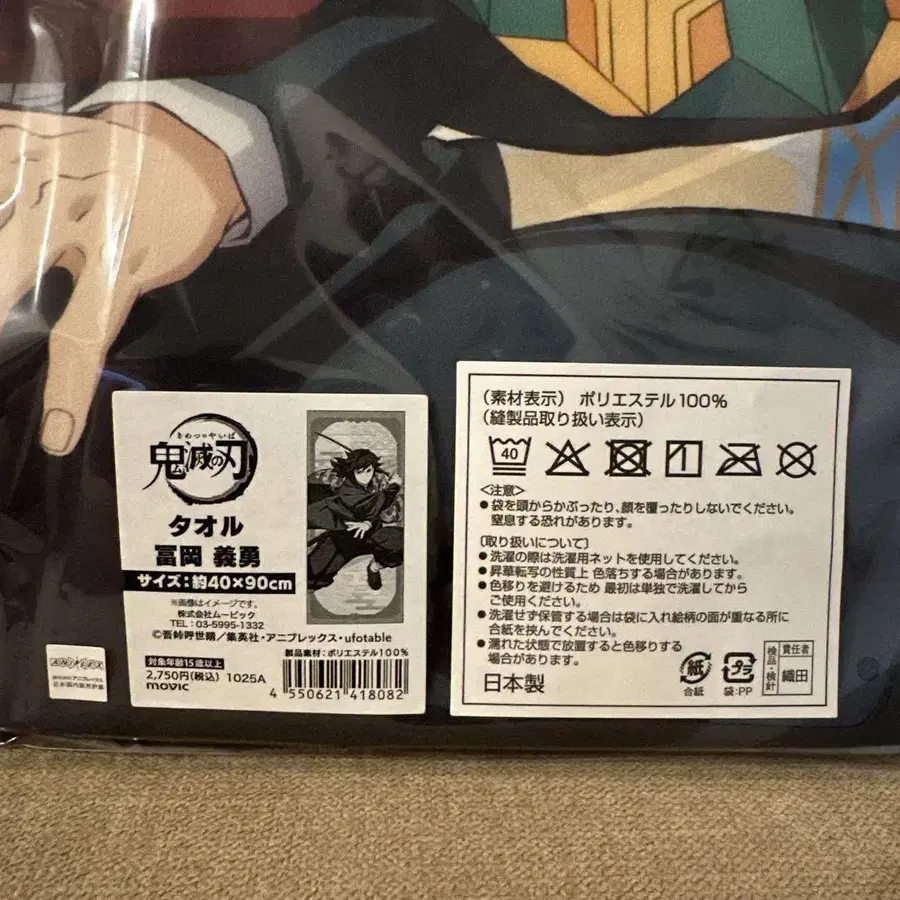 きめつのやいば
鬼滅の刃
タオル
冨岡 義勇
サイズ:約40×90cm
※画像はイメージです。
株式会社ムービック
TEL:03-5995-1332
©吾峠呼世晴/集英社・アニプレックス・ufotable
製品素材:ポリエステル100%
対象年齢15歳以上
2,750円(税込) 1025A
movic
4 550621 418082
ANIPLEX
(素材表示) ポリエステル100%
(縫製品取り扱い表示)
40
<注意>
●袋を頭からかぶったり、顔を覆ったりしないでください。
窒息する恐れがあります。
[取り扱いについて]
●洗濯の際は洗濯用ネットを使用してください。
●昇華転写の性質上 色落ちする場合があります。
●色移りを避けるため 最初は単独で洗濯してから
ご使用ください。
●洗濯せず保管する場合は袋に入れ絵柄の面が重なる所に
合紙を挟んでください。
●濡れた状態で放置すると色移りする
場合があります。
日本製
紙
合紙
プラ
袋:PP
検品・検針
責任者
織田